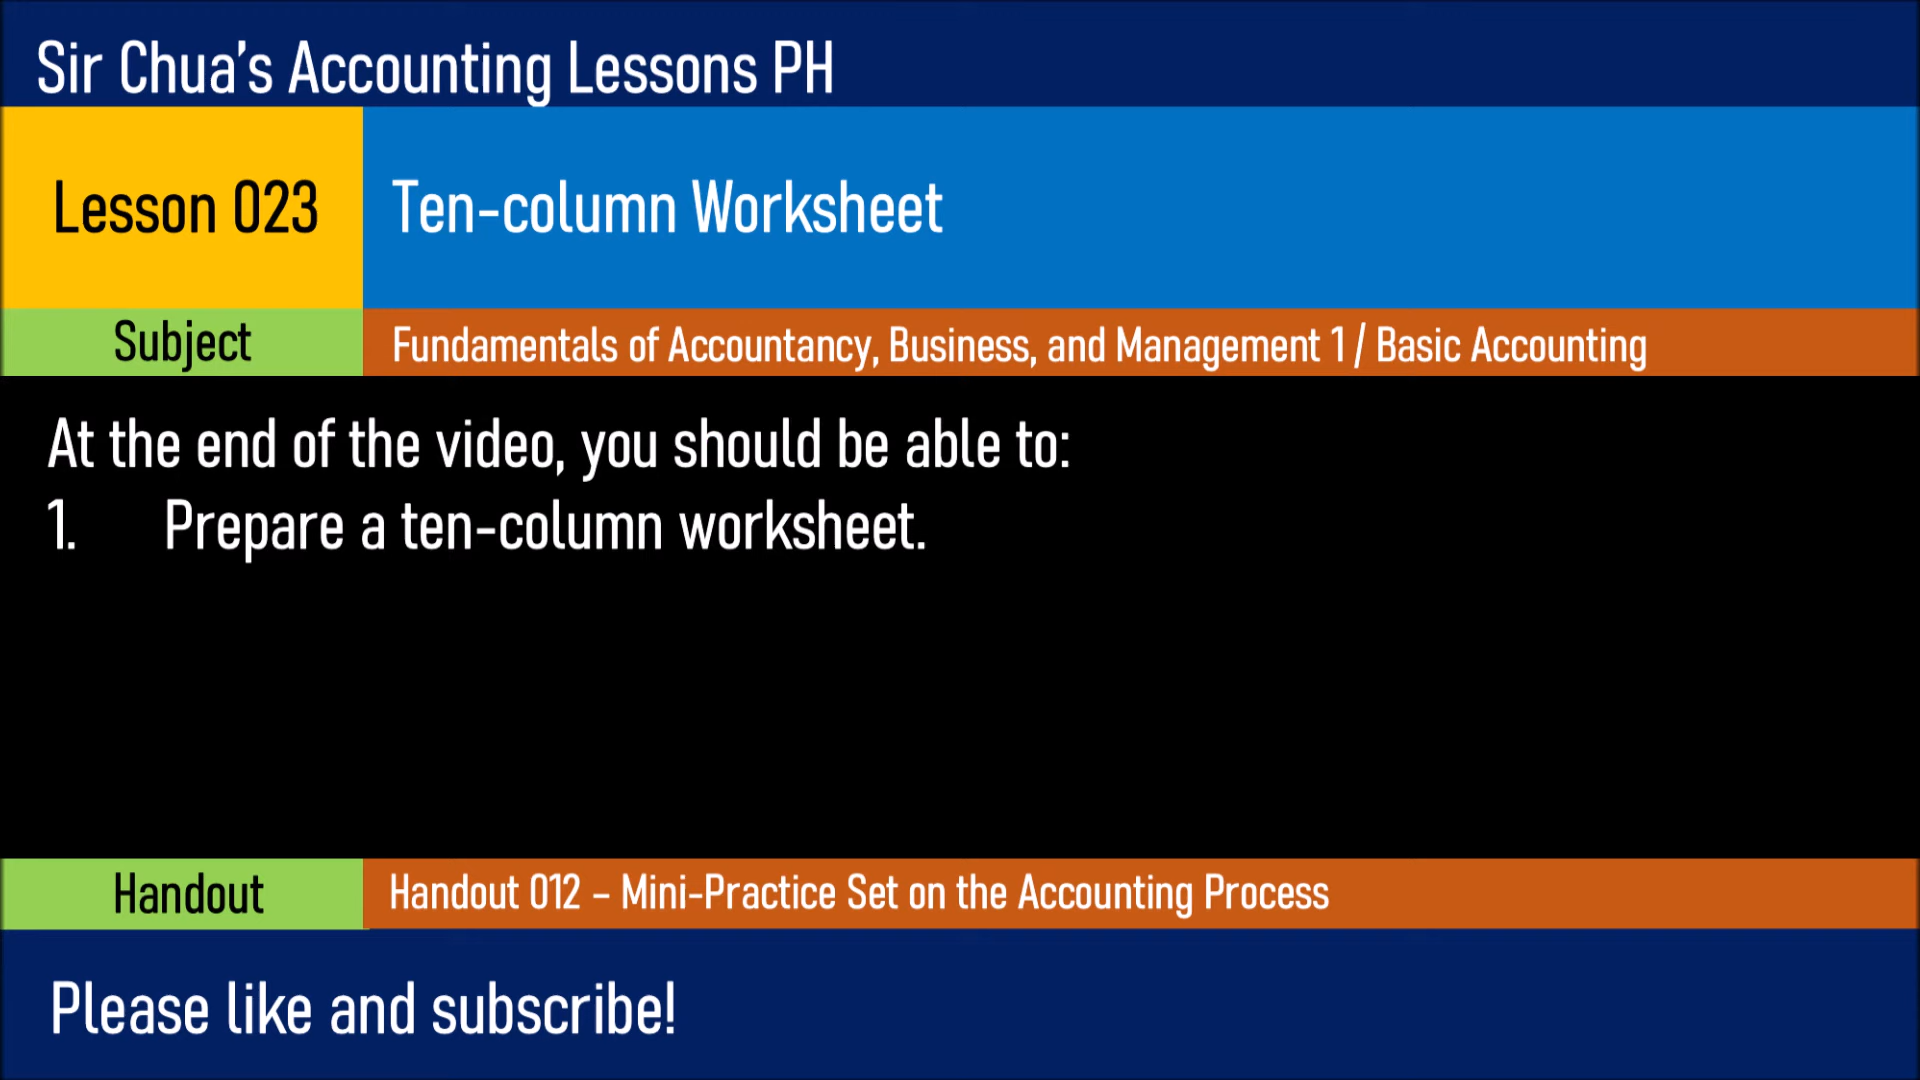 Sir Chua's Accounting Lessons PH
Lesson 023
Ten-column Worksheet
Subject
Fundamentals of Accountancy, Business, and Management 1 / Basic Accounting
At the end of the video, you should be able to:
1. Prepare a ten-column worksheet.
Handout
Handout 012 – Mini-Practice Set on the Accounting Process
Please like and subscribe!